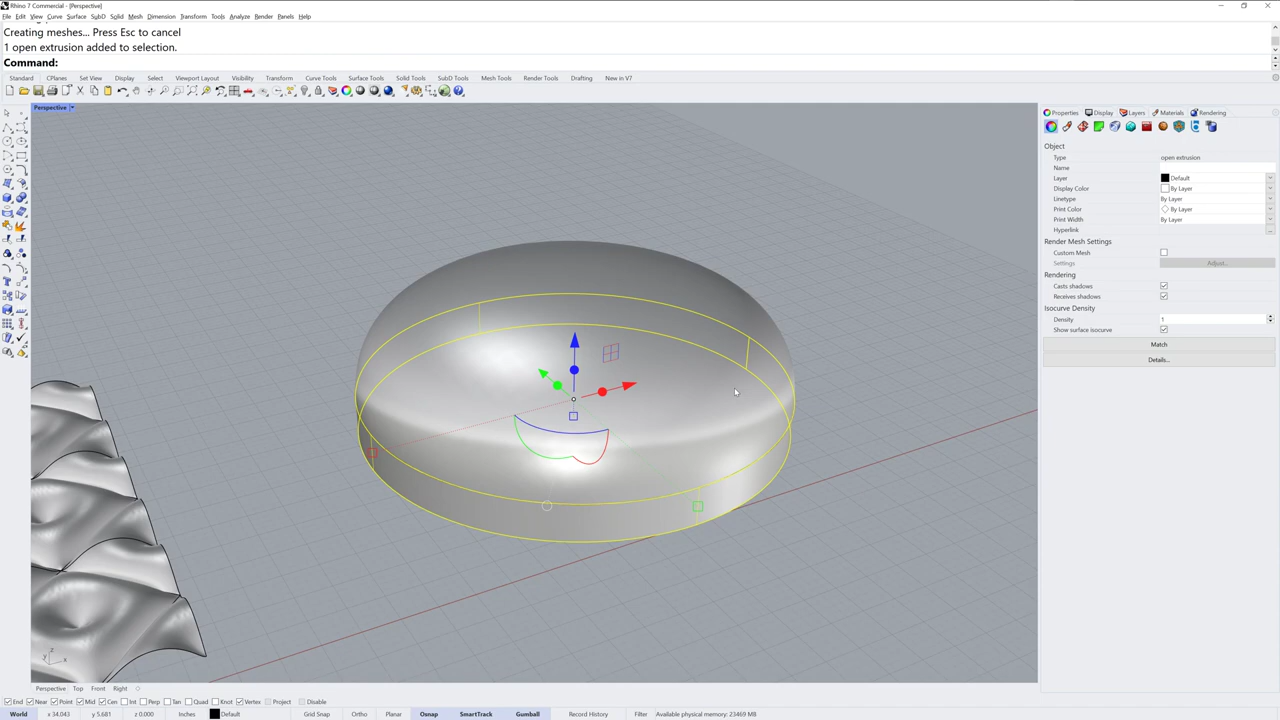 Rhino 7 Commercial - [Perspective]
File Edit View Curve Surface SubD Solid Mesh Dimension Transform Tools Analyze Render Panels Help
Creating meshes... Press Esc to cancel
1 open extrusion added to selection.
Command:
Standard CPlanes Set View Display Select Viewport Layout Visibility Transform Curve Tools Surface Tools Solid Tools SubD Tools Mesh Tools Render Tools Drafting New in V7
Perspective
Properties Display Layers Materials Rendering
Object
Type open extrusion
Name
Layer Default
Display Color By Layer
Linetype By Layer
Print Color By Layer
Print Width By Layer
Hyperlink ...
Render Mesh Settings
Custom Mesh
Settings Adjust...
Rendering
Casts shadows
Receives shadows
Isocurve Density
Density 1
Show surface isocurve
Match
Details...
z
y x
Perspective Top Front Right
End Near Point Mid Cen Int Perp Tan Quad Knot Vertex Project Disable
World x 34.043 y 5.681 z 0.000 Inches Default Grid Snap Ortho Planar Osnap SmartTrack Gumball Record History Filter Available physical memory: 23469 MB